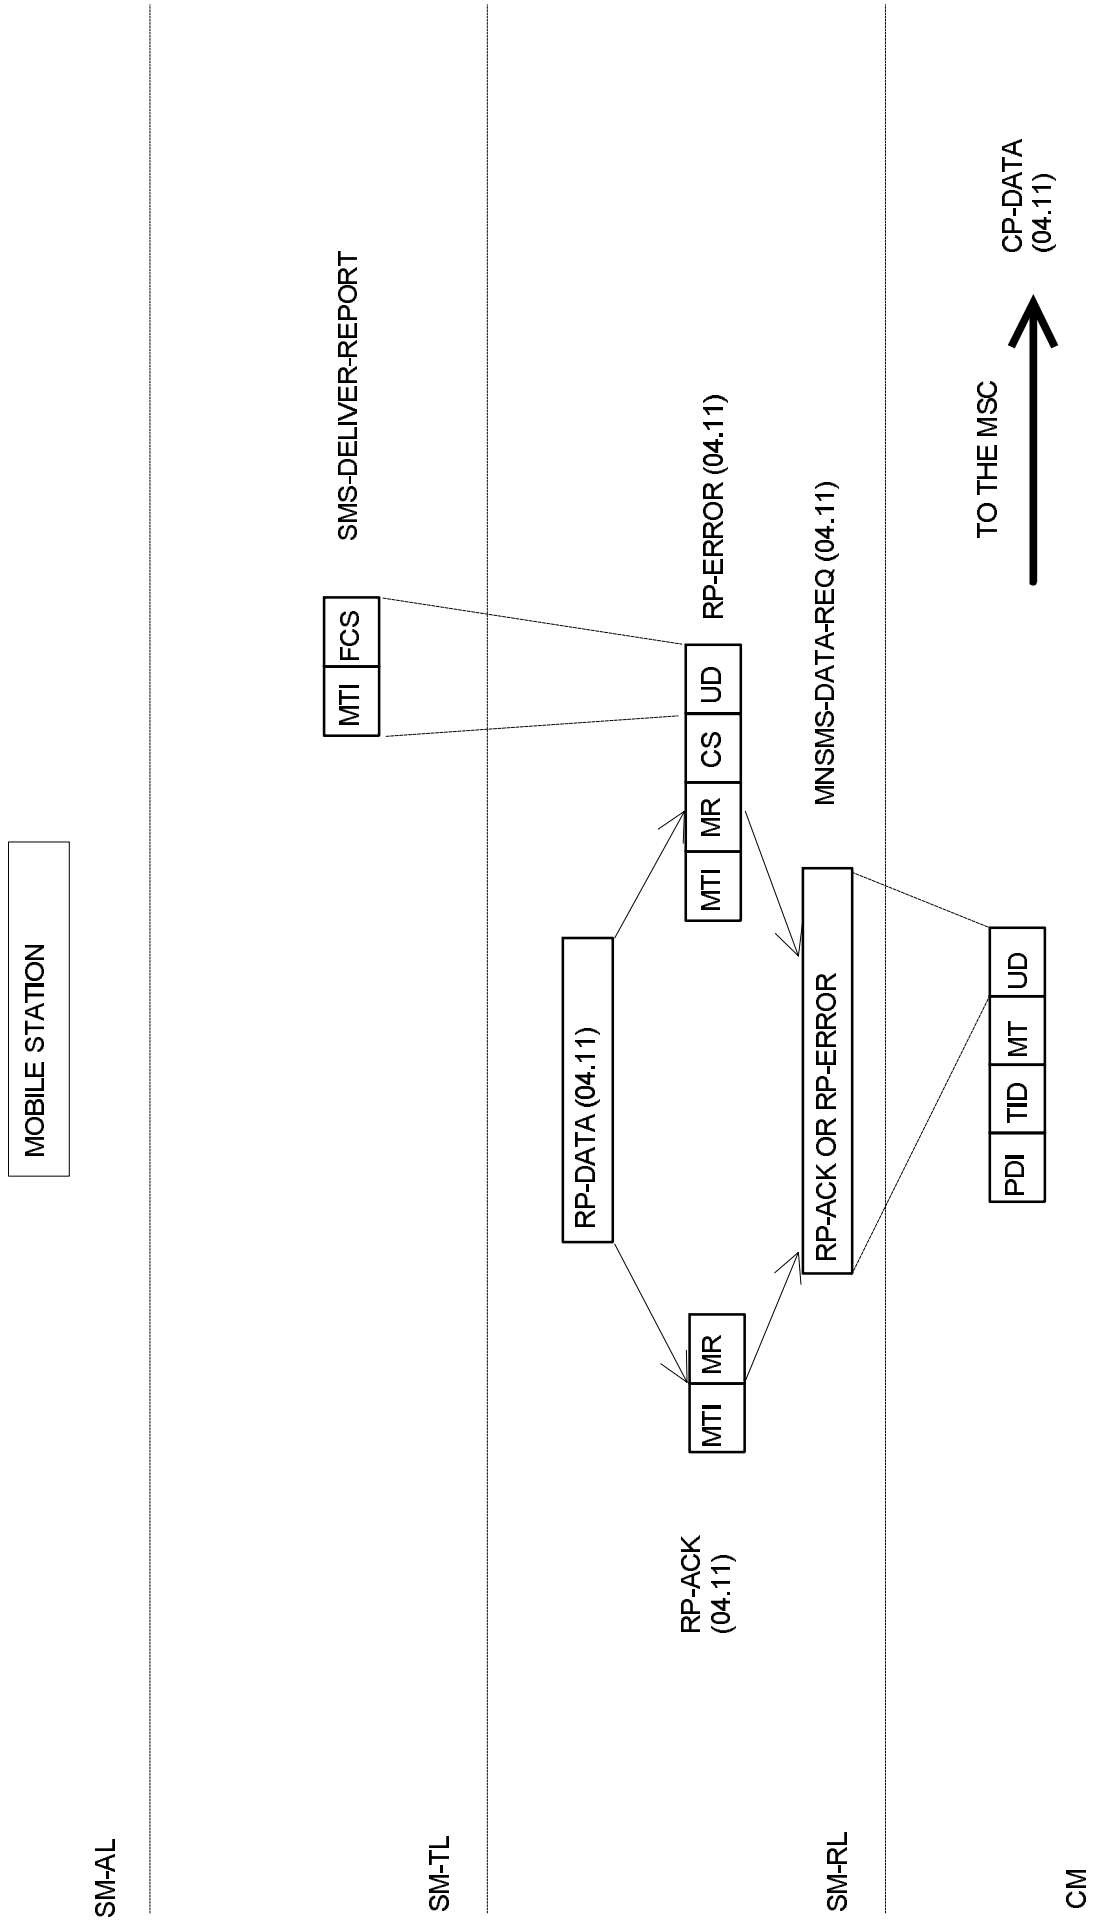 MOBILE STATION
SM-AL
SMS-DELIVER-REPORT
MTI FCS
SM-TL
RP-DATA (04.11)
RP-ACK
(04.11)
MTI MR
MTI MR CS UD
RP-ERROR (04.11)
RP-ACK OR RP-ERROR
MNSMS-DATA-REQ (04.11)
SM-RL
PDI TID MT UD
TO THE MSC
CP-DATA
(04.11)
CM